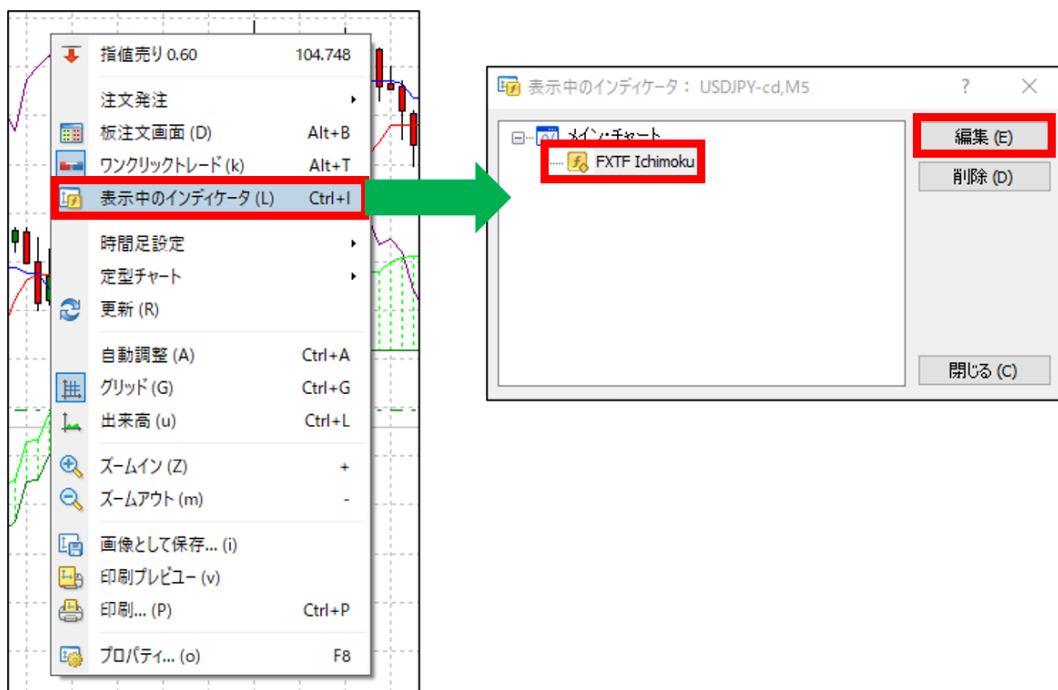 指値売り 0.60 104.748
注文発注
板注文画面 (D) Alt+B
ワンクリックトレード (k) Alt+T
表示中のインディケータ (L) Ctrl+I
時間足設定
定型チャート
更新 (R)
自動調整 (A) Ctrl+A
グリッド (G) Ctrl+G
出来高 (u) Ctrl+L
ズームイン (Z) +
ズームアウト (m) -
画像として保存... (i)
印刷プレビュー (v)
印刷... (P) Ctrl+P
プロパティ... (o) F8
表示中のインディケータ： USDJPY-cd,M5 ?
メイン・チャート
FXTF Ichimoku
編集 (E)
削除 (D)
閉じる (C)